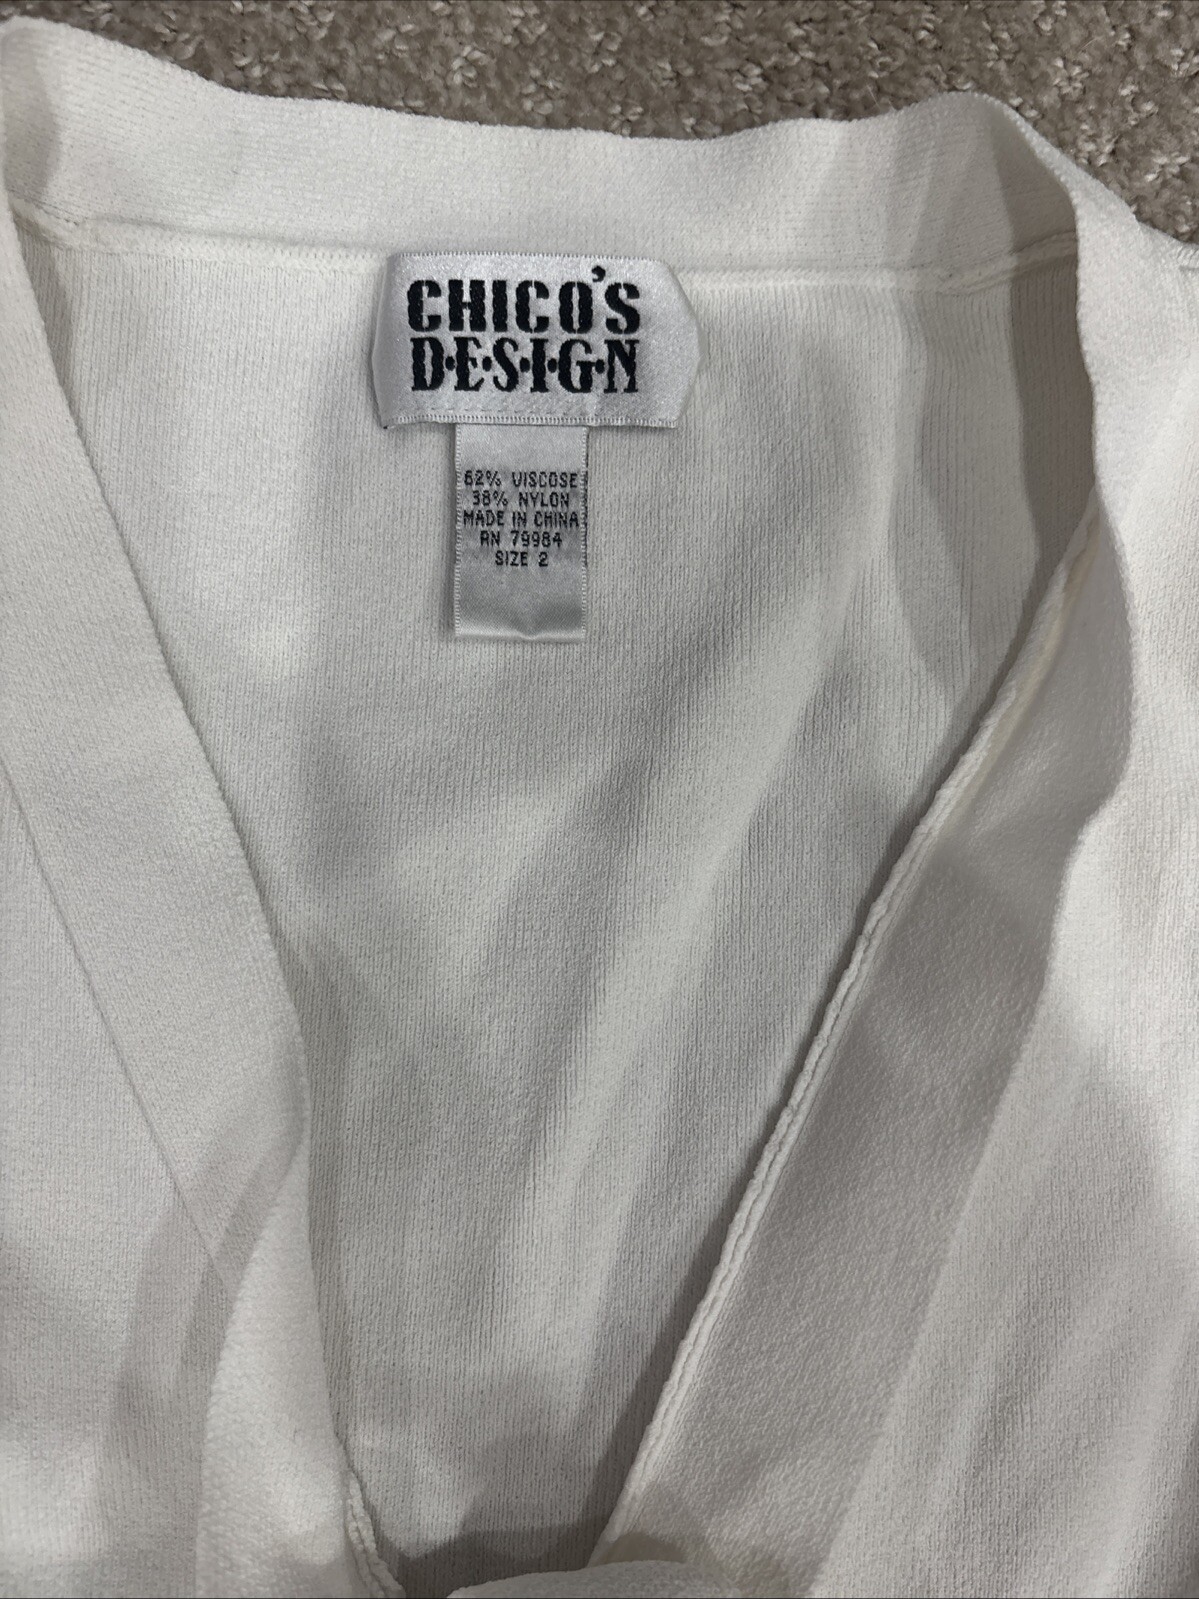 CHICO'S
D•E•S•I•G•N
62% VISCOSE
38% NYLON
MADE IN CHINA
RN 79984
SIZE 2